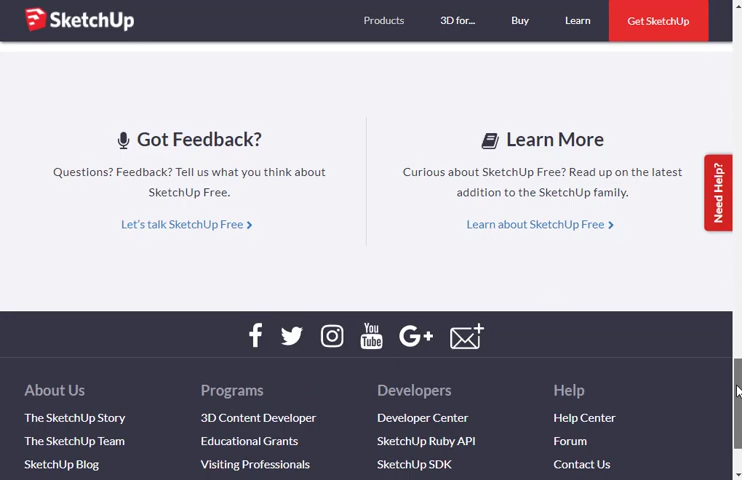 SketchUp
Products 3D for... Buy Learn Get SketchUp
Got Feedback?
Questions? Feedback? Tell us what you think about
SketchUp Free.
Let's talk SketchUp Free
Learn More
Curious about SketchUp Free? Read up on the latest
addition to the SketchUp family.
Learn about SketchUp Free
Need Help?
You
Tube
G+
About Us
The SketchUp Story
The SketchUp Team
SketchUp Blog
Programs
3D Content Developer
Educational Grants
Visiting Professionals
Developers
Developer Center
SketchUp Ruby API
SketchUp SDK
Help
Help Center
Forum
Contact Us